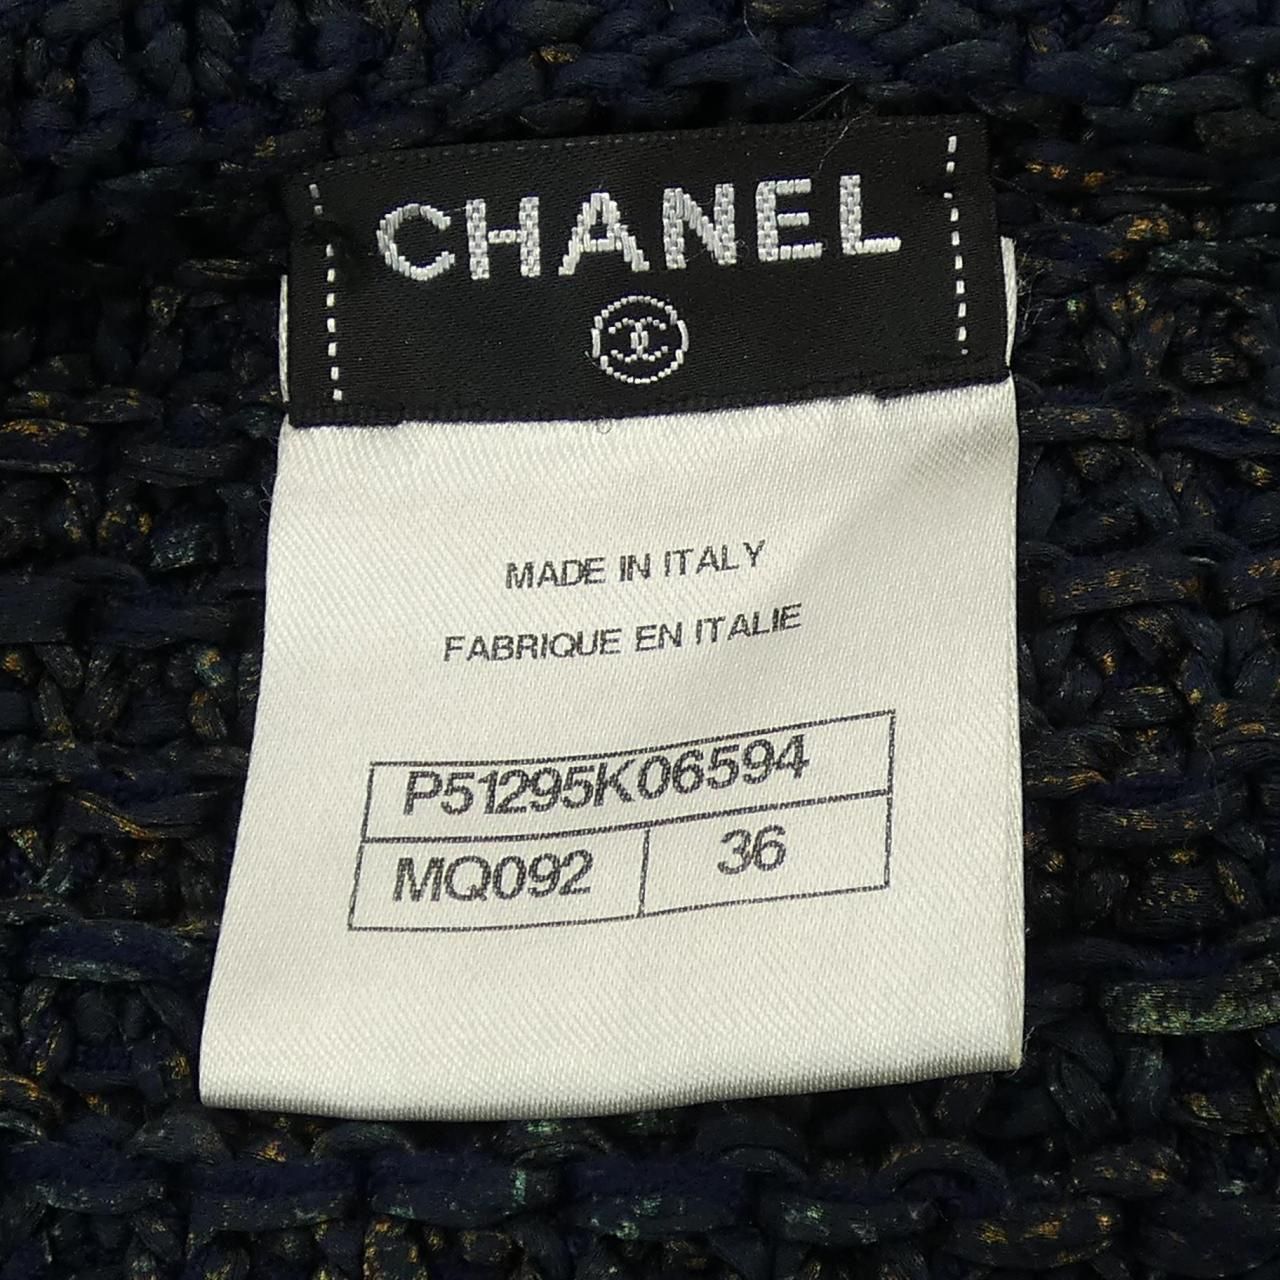 CHANEL
MADE IN ITALY
FABRIQUE EN ITALIE
P51295K06594
MQ092 36